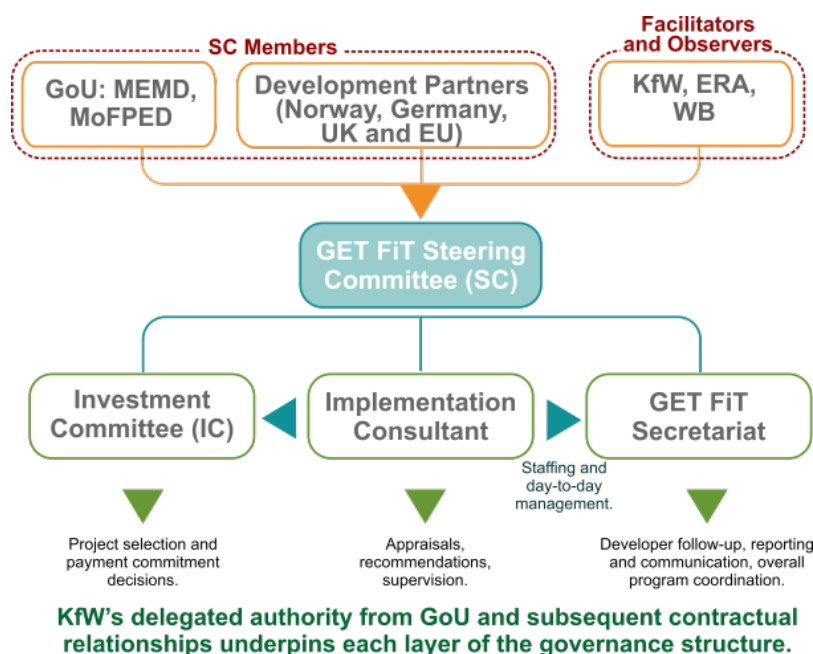 SC Members
Facilitators
and Observers
GoU: MEMD,
MoFPED
Development Partners
(Norway, Germany,
UK and EU)
KfW, ERA,
WB
GET FiT Steering
Committee (SC)
Investment
Committee (IC)
Implementation
Consultant
GET FiT
Secretariat
Staffing and
day-to-day
management.
Project selection and
payment commitment
decisions.
Appraisals,
recommendations,
supervision.
Developer follow-up, reporting
and communication, overall
program coordination.
KfW's delegated authority from GoU and subsequent contractual
relationships underpins each layer of the governance structure.